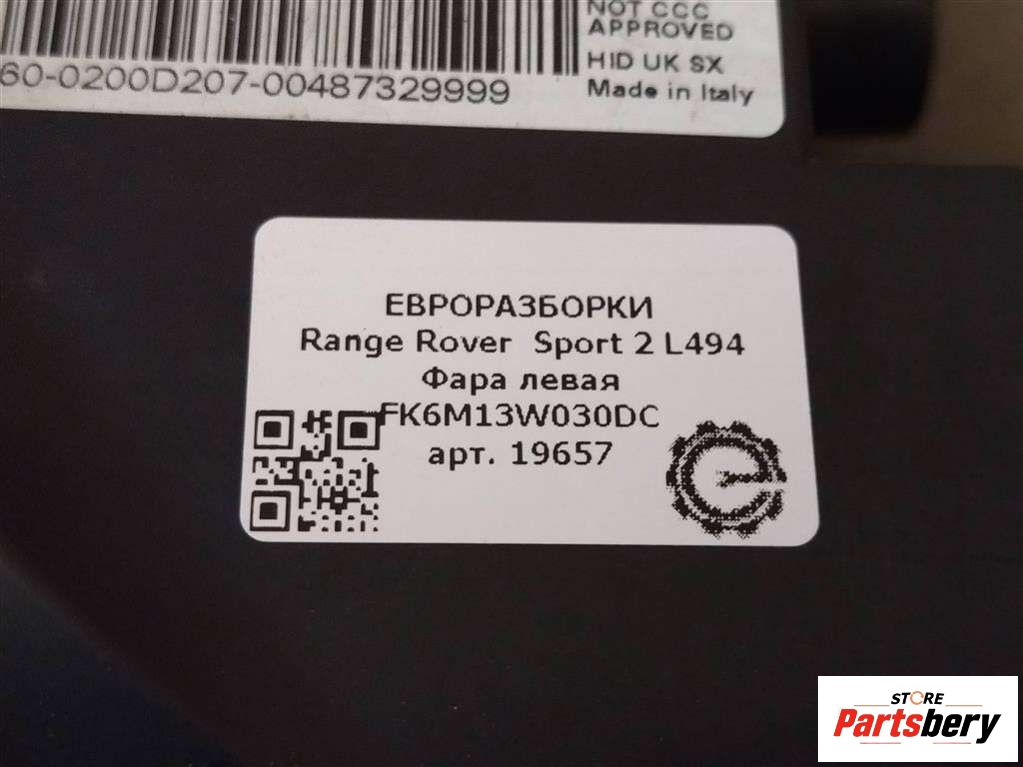 NOT CCC
APPROVED
HID UK SX
Made in Italy
60-0200D207-00487329999
ЕВРОРАЗБОРКИ
Range Rover Sport 2 L494
Фара левая
FK6M13W030DC
арт. 19657
STORE
Partsbery